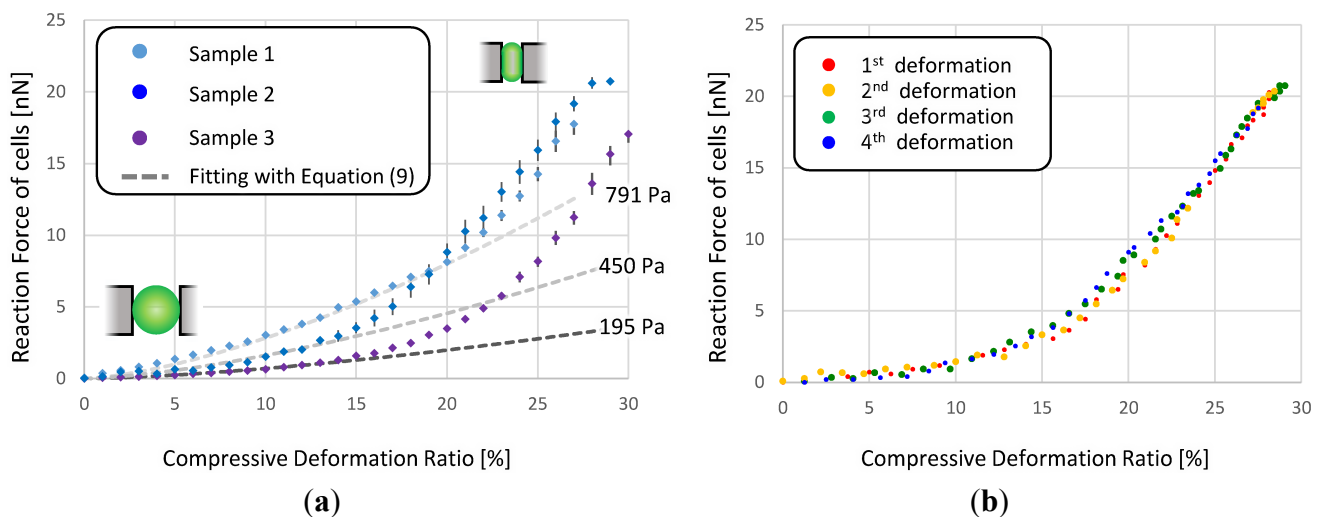 25
20
15
10
5
0
Reaction Force of cells [nN]
Sample 1
Sample 2
Sample 3
Fitting with Equation (9)
791 Pa
450 Pa
195 Pa
0 5 10 15 20 25 30
Compressive Deformation Ratio [%]
(a)
25
20
15
10
5
0
Reaction Force of cells [nN]
1st deformation
2nd deformation
3rd deformation
4th deformation
0 5 10 15 20 25 30
Compressive Deformation Ratio [%]
(b)